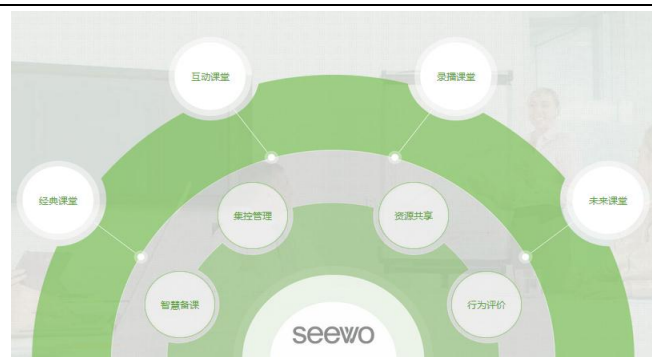 互动课堂
录播课堂
经典课堂
未来课堂
集控管理
资源共享
智慧备课
行为评价
seewo